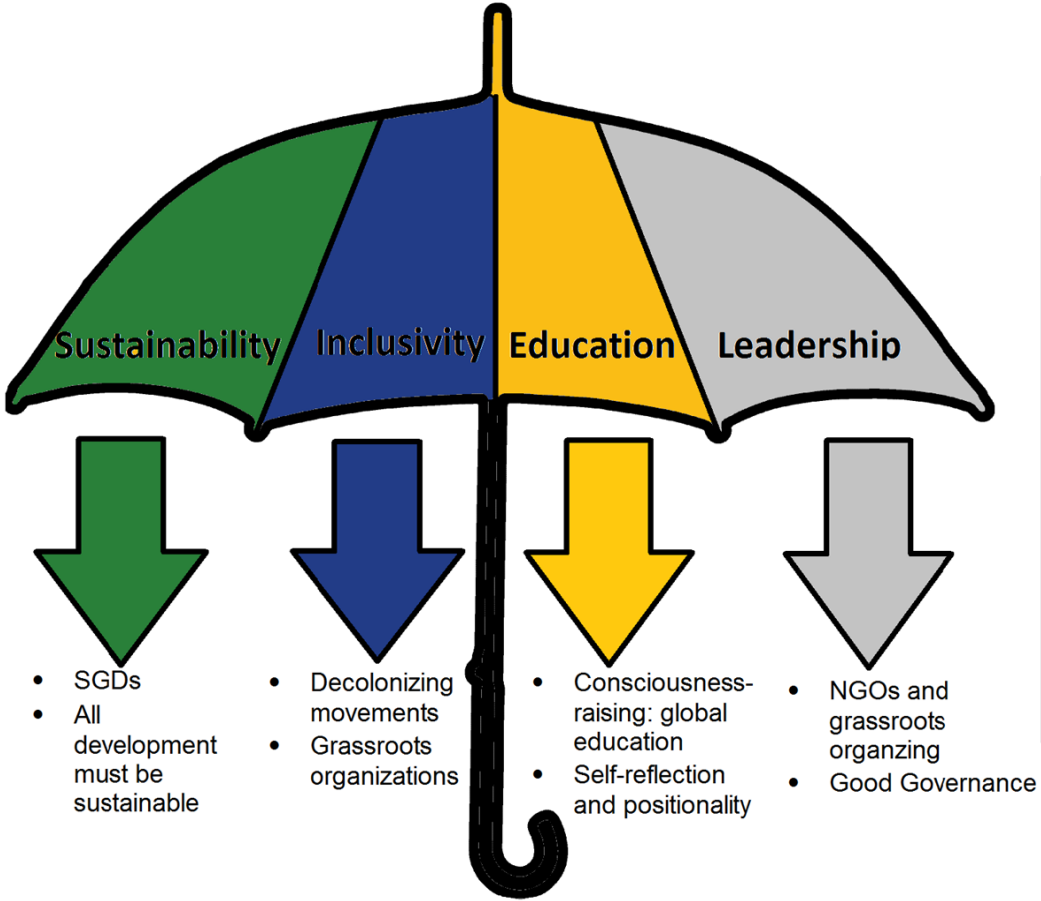 Sustainability
Inclusivity
Education
Leadership
• SGDs
• All
development
must be
sustainable
• Decolonizing
movements
• Grassroots
organizations
• Consciousness-
raising: global
education
• Self-reflection
and positionality
• NGOs and
grassroots
organzing
• Good Governance